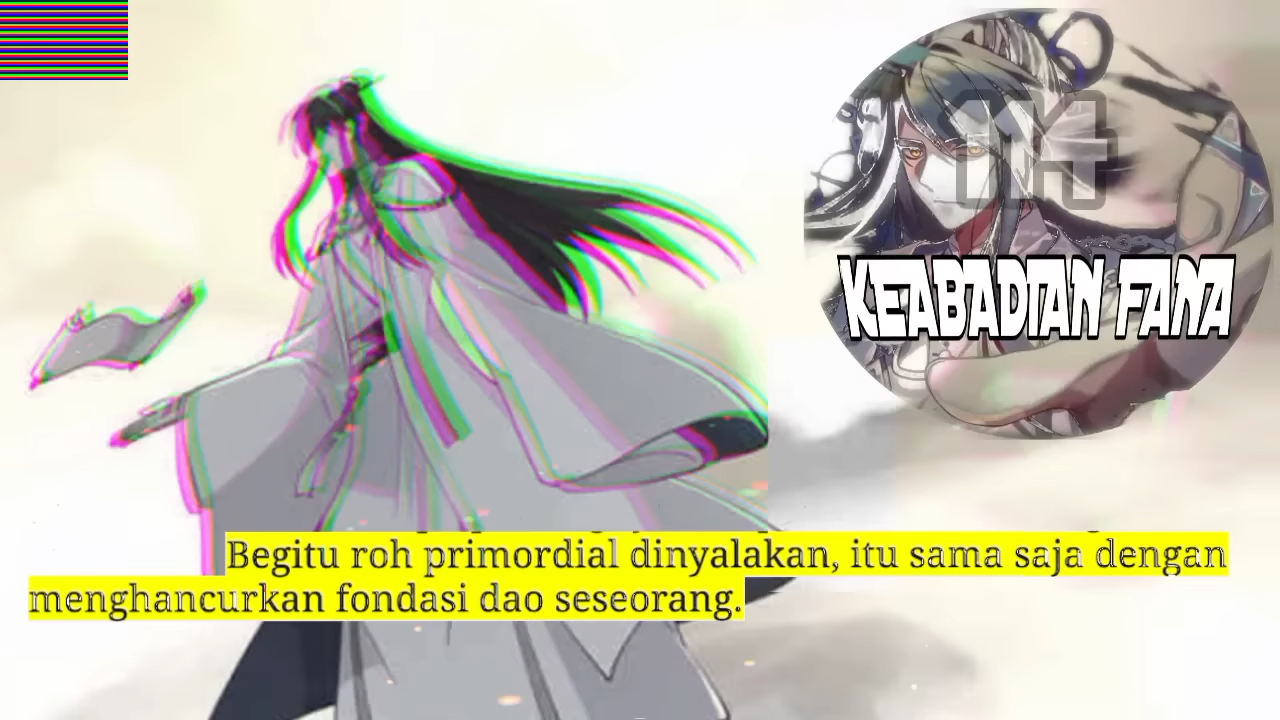 KEABADIAN FANA
Begitu roh primordial dinyalakan, itu sama saja dengan
menghancurkan fondasi dao seseorang.